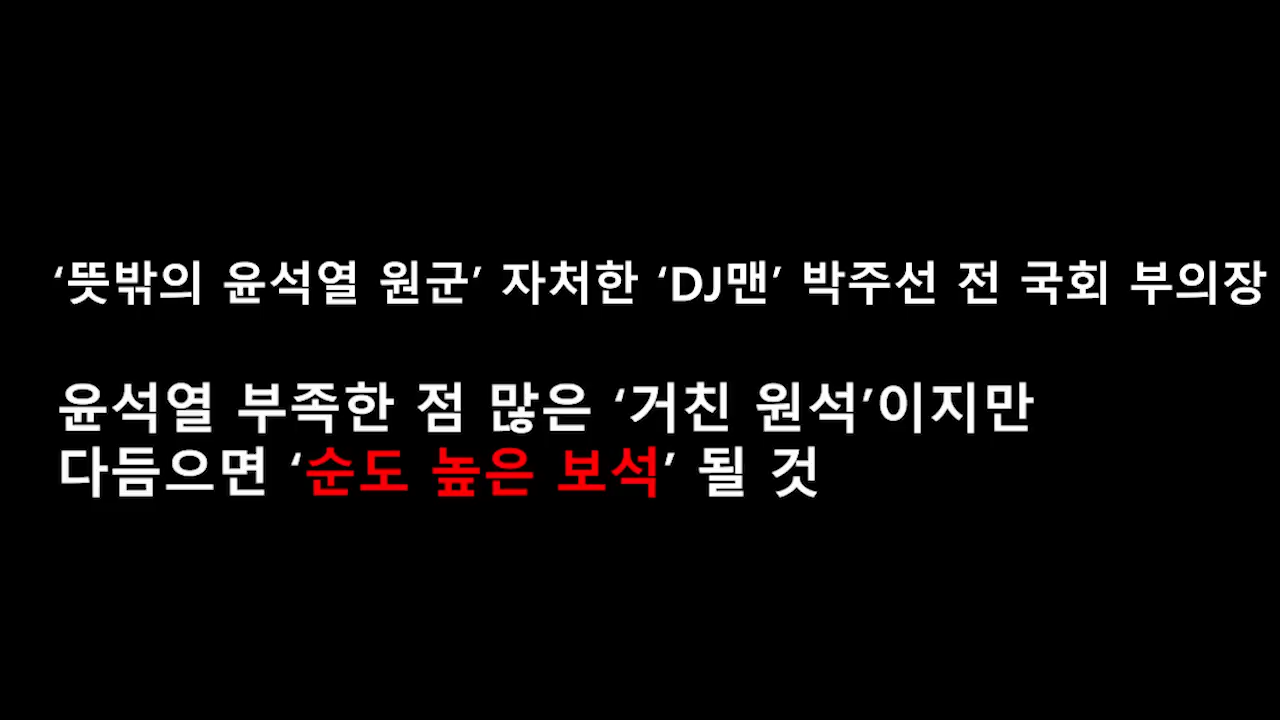 ‘뜻밖의 윤석열 원군’ 자처한 ‘DJ맨’ 박주선 전 국회 부의장
윤석열 부족한 점 많은 ‘거친 원석’이지만
다듬으면 ‘순도 높은 보석’ 될 것